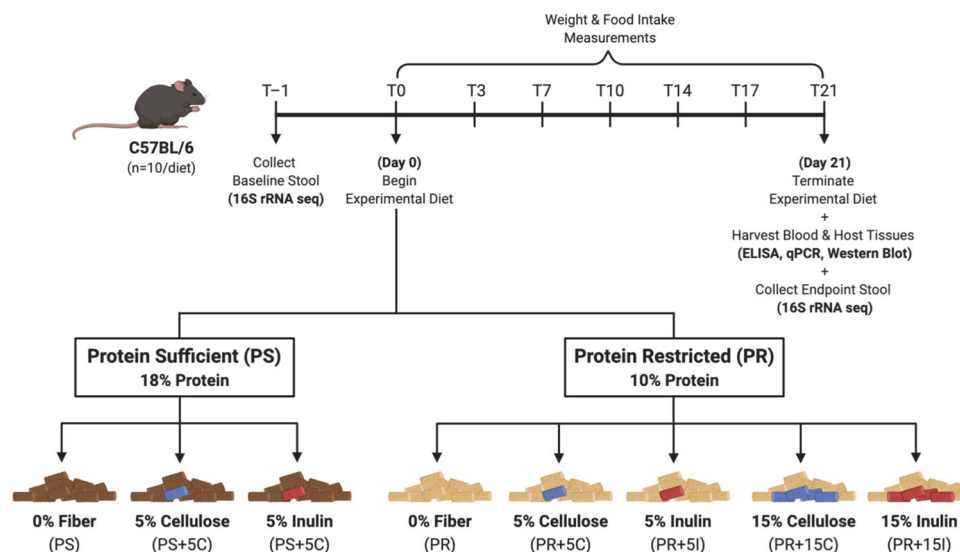 Weight & Food Intake
Measurements
T−1
T0
T3
T7
T10
T14
T17
T21
C57BL/6
(n=10/diet)
Collect
Baseline Stool
(16S rRNA seq)
(Day 0)
Begin
Experimental Diet
(Day 21)
Terminate
Experimental Diet
+
Harvest Blood & Host Tissues
(ELISA, qPCR, Western Blot)
+
Collect Endpoint Stool
(16S rRNA seq)
Protein Sufficient (PS)
18% Protein
Protein Restricted (PR)
10% Protein
0% Fiber
(PS)
5% Cellulose
(PS+5C)
5% Inulin
(PS+5C)
0% Fiber
(PR)
5% Cellulose
(PR+5C)
5% Inulin
(PR+5I)
15% Cellulose
(PR+15C)
15% Inulin
(PR+15I)